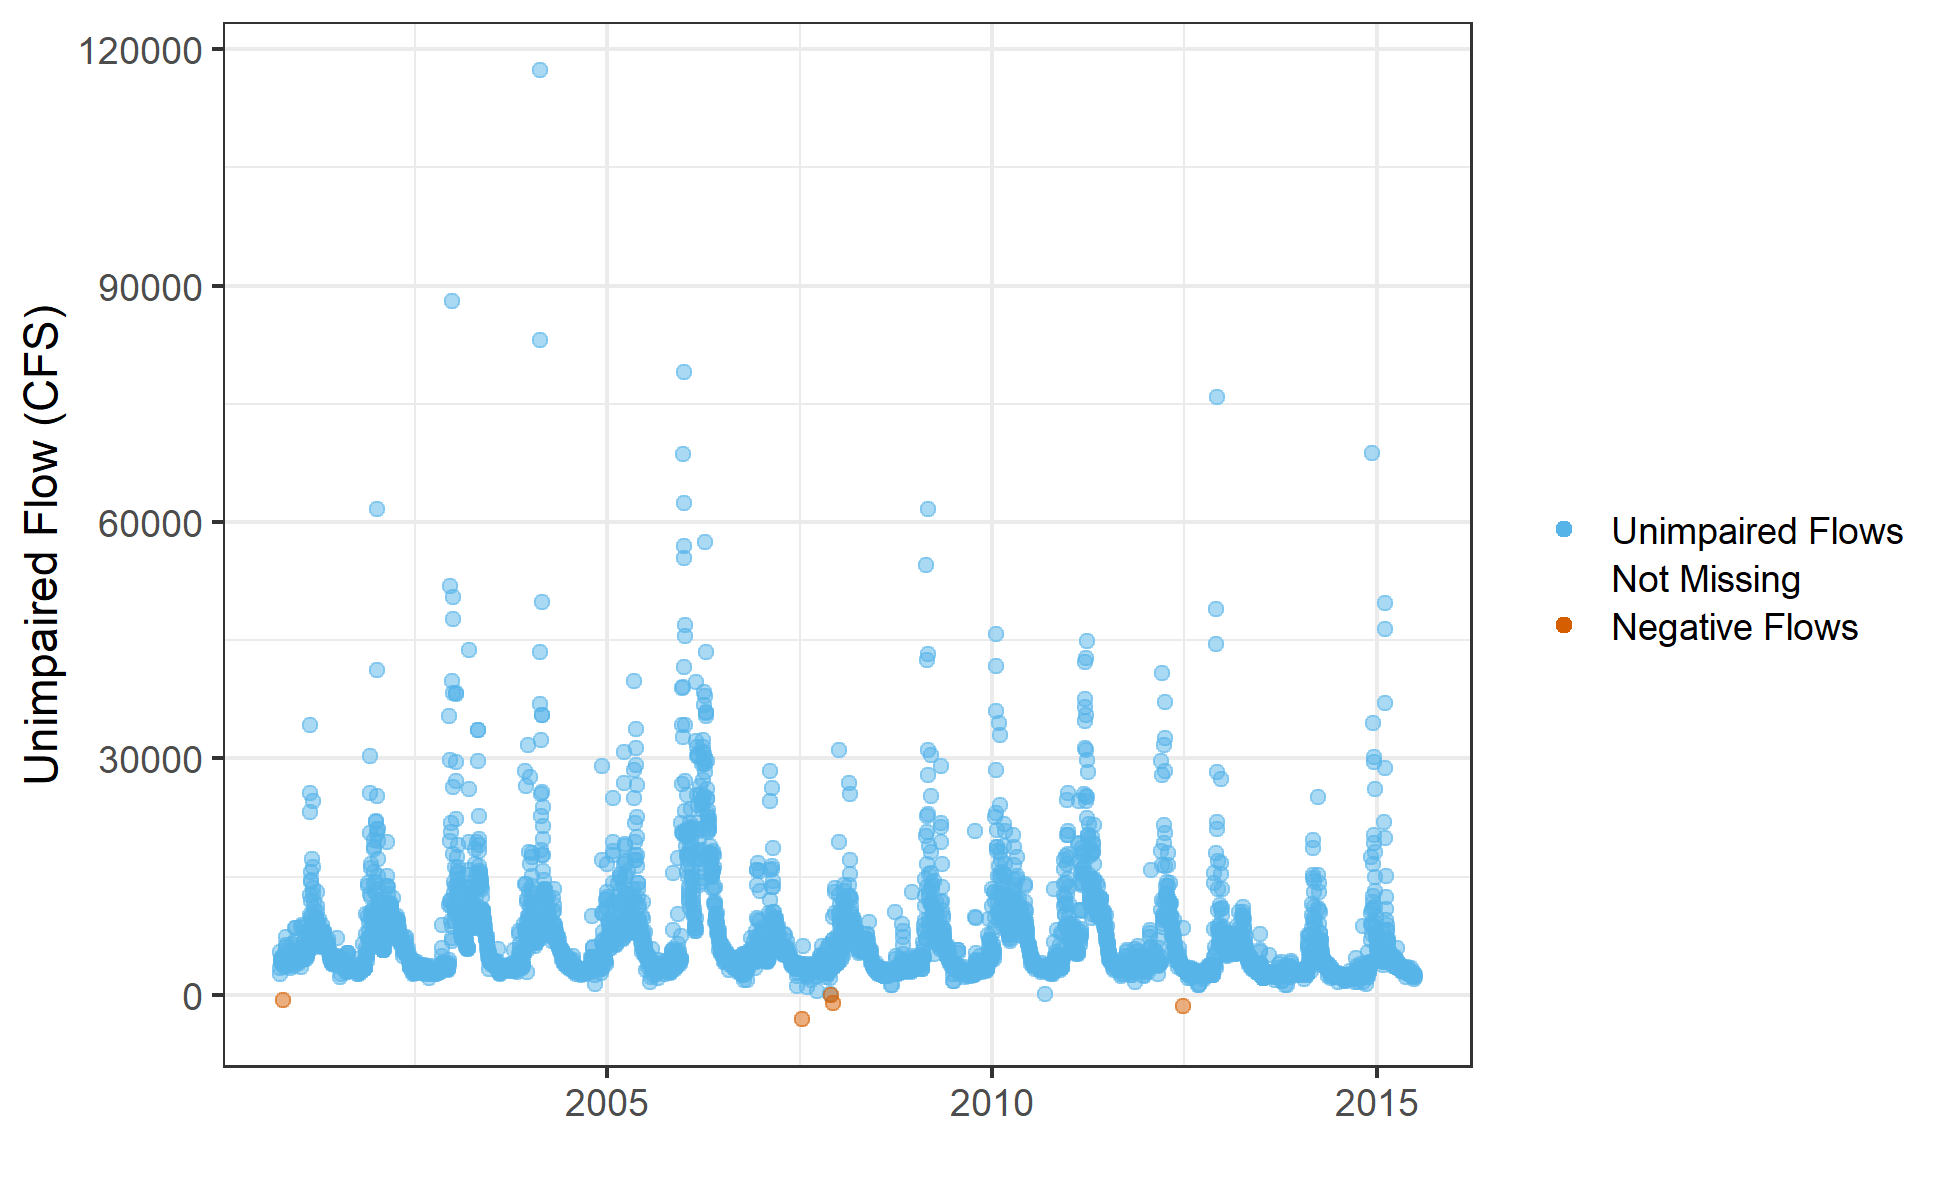 Unimpaired Flow (CFS)
120000
90000
60000
30000
0
2005
2010
2015
Unimpaired Flows
Not Missing
Negative Flows